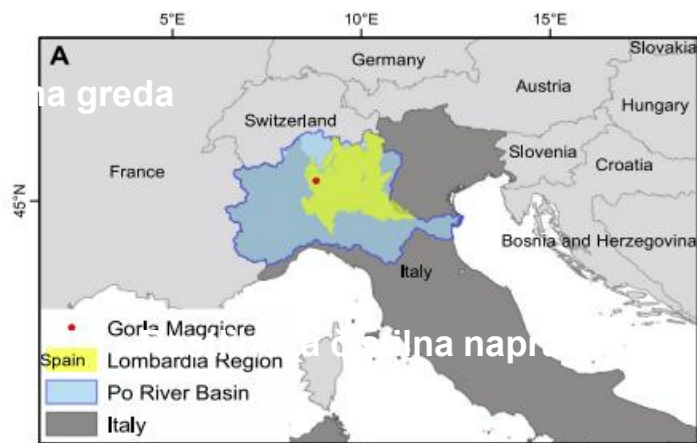 5°E 10°E 15°E
A
Slovakia
Germany
Austria
na greda
Hungary
Switzerland
Slovenia
Croatia
France
45°N
Bosnia and Herzegovina
Italy
Gorla Maggiore
Spain Lombardia Region
Po River Basin
Italy